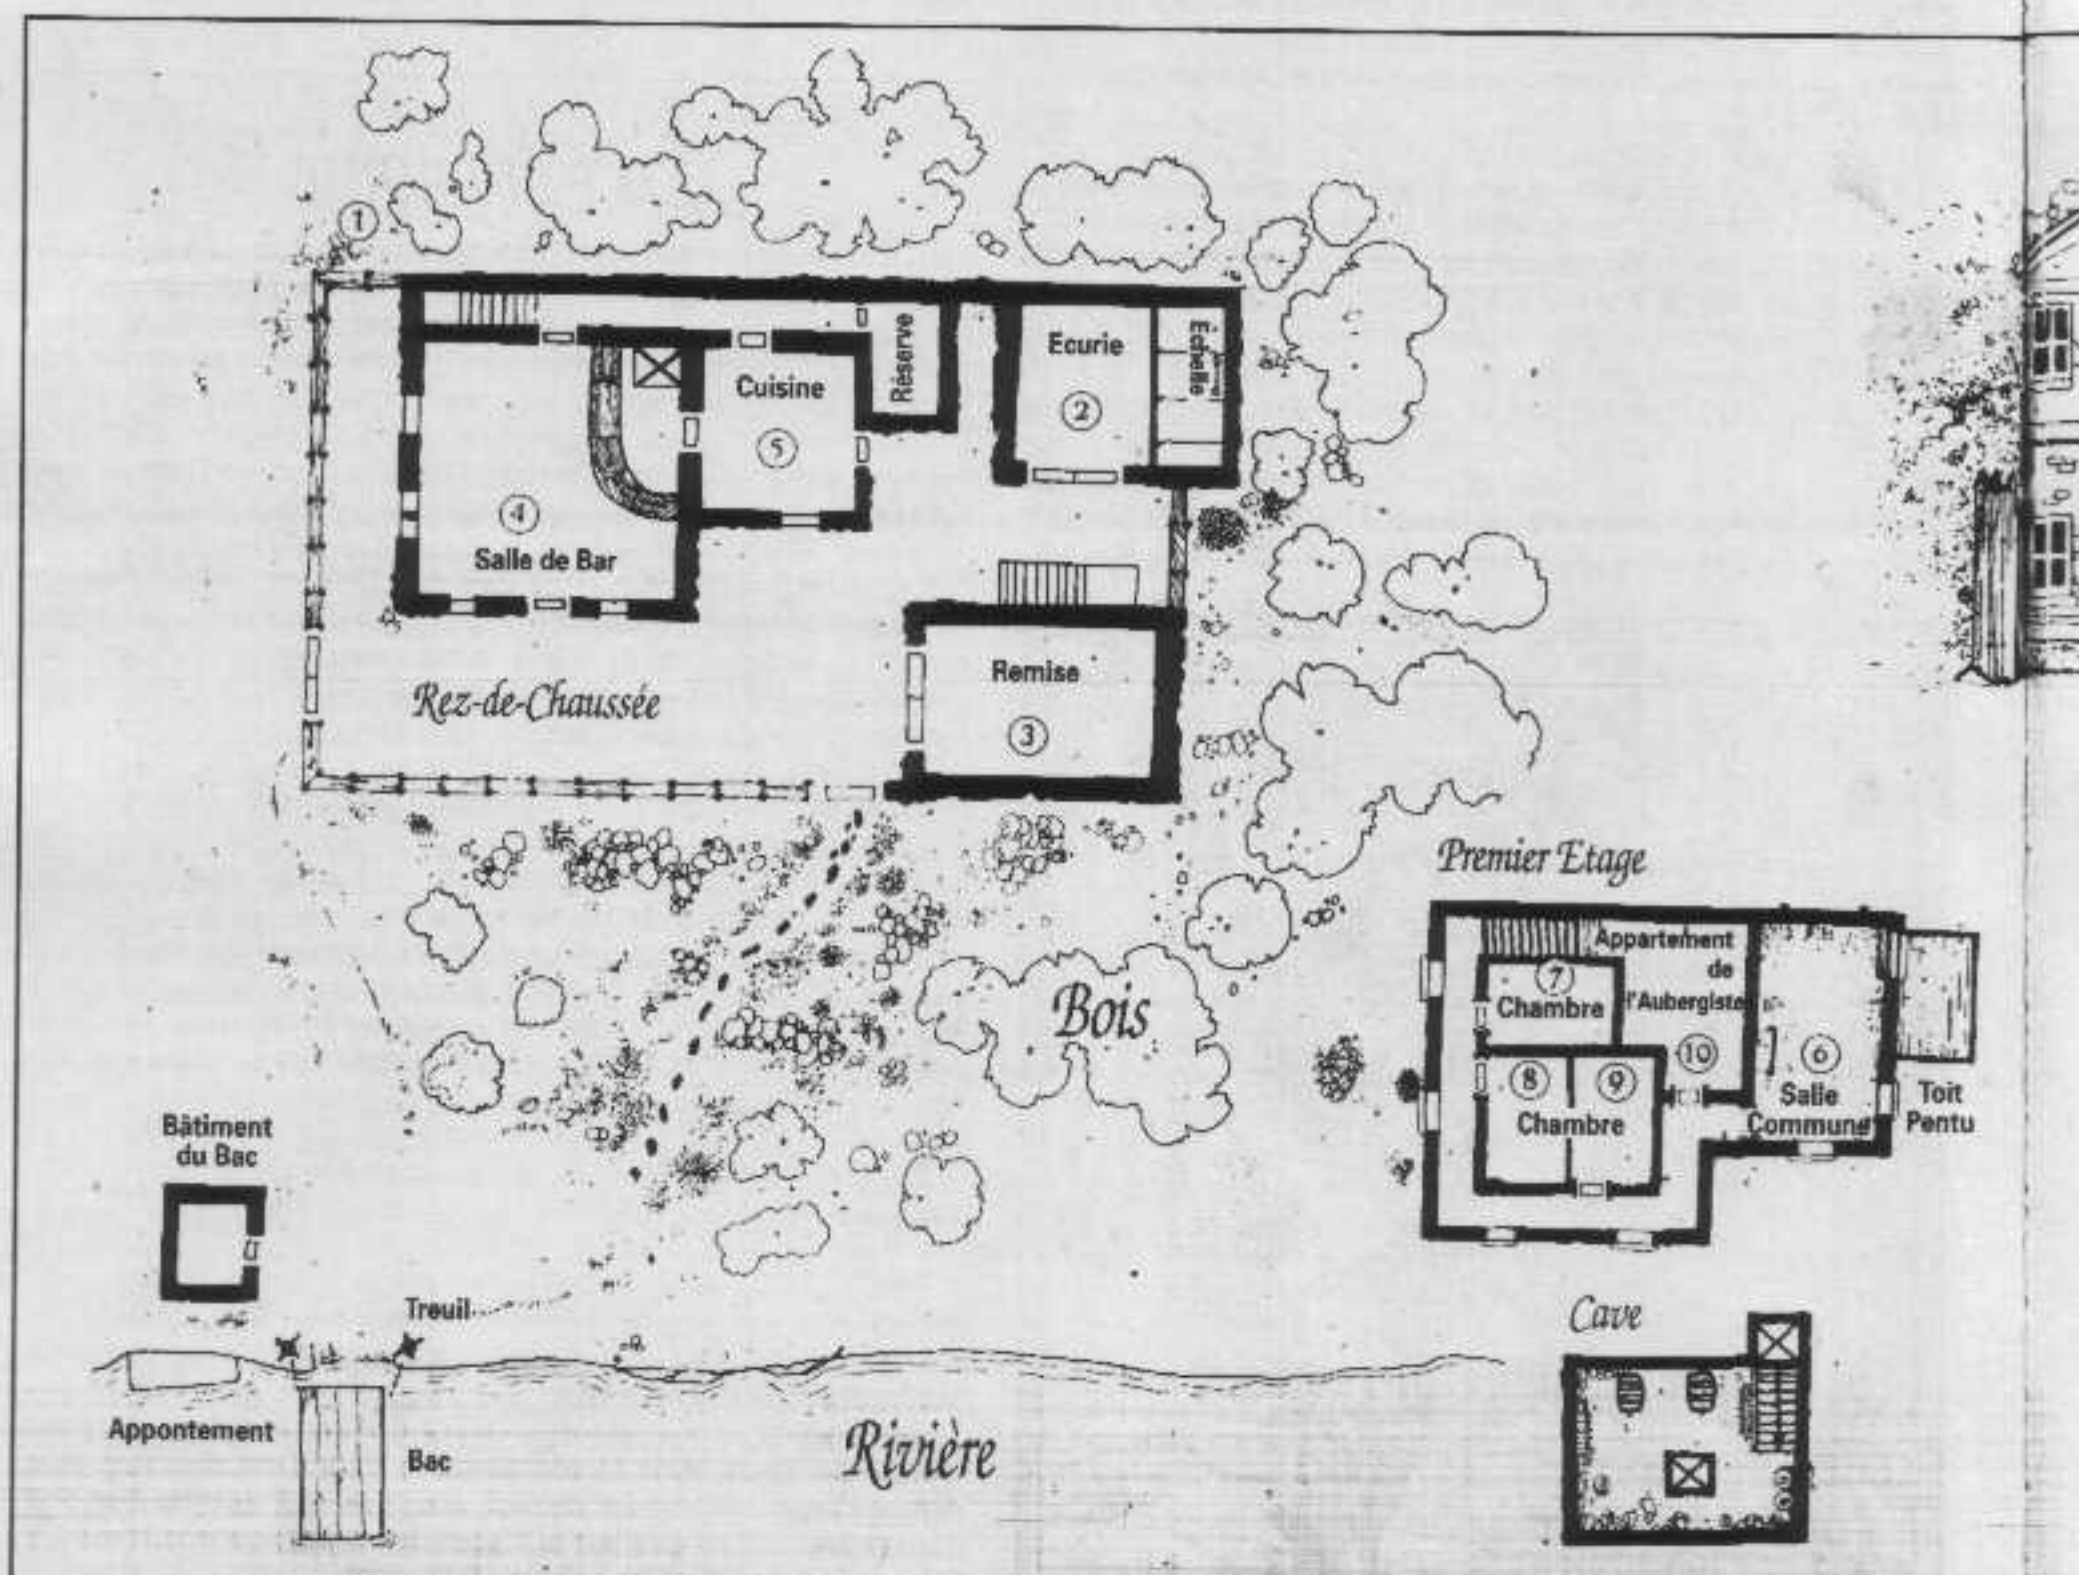 1
Réserve
Ecurie
Echelle
Cuisine
2
5
4
Salle de Bar
Remise
3
Rez-de-Chaussée
Premier Etage
Appartement
de
l'Aubergiste
7
Chambre
10
6
8
9
Chambre
Salle
Commune
Toit
Pentu
Bois
Bâtiment
du Bac
Treuil
Cave
Appontement
Bac
Rivière